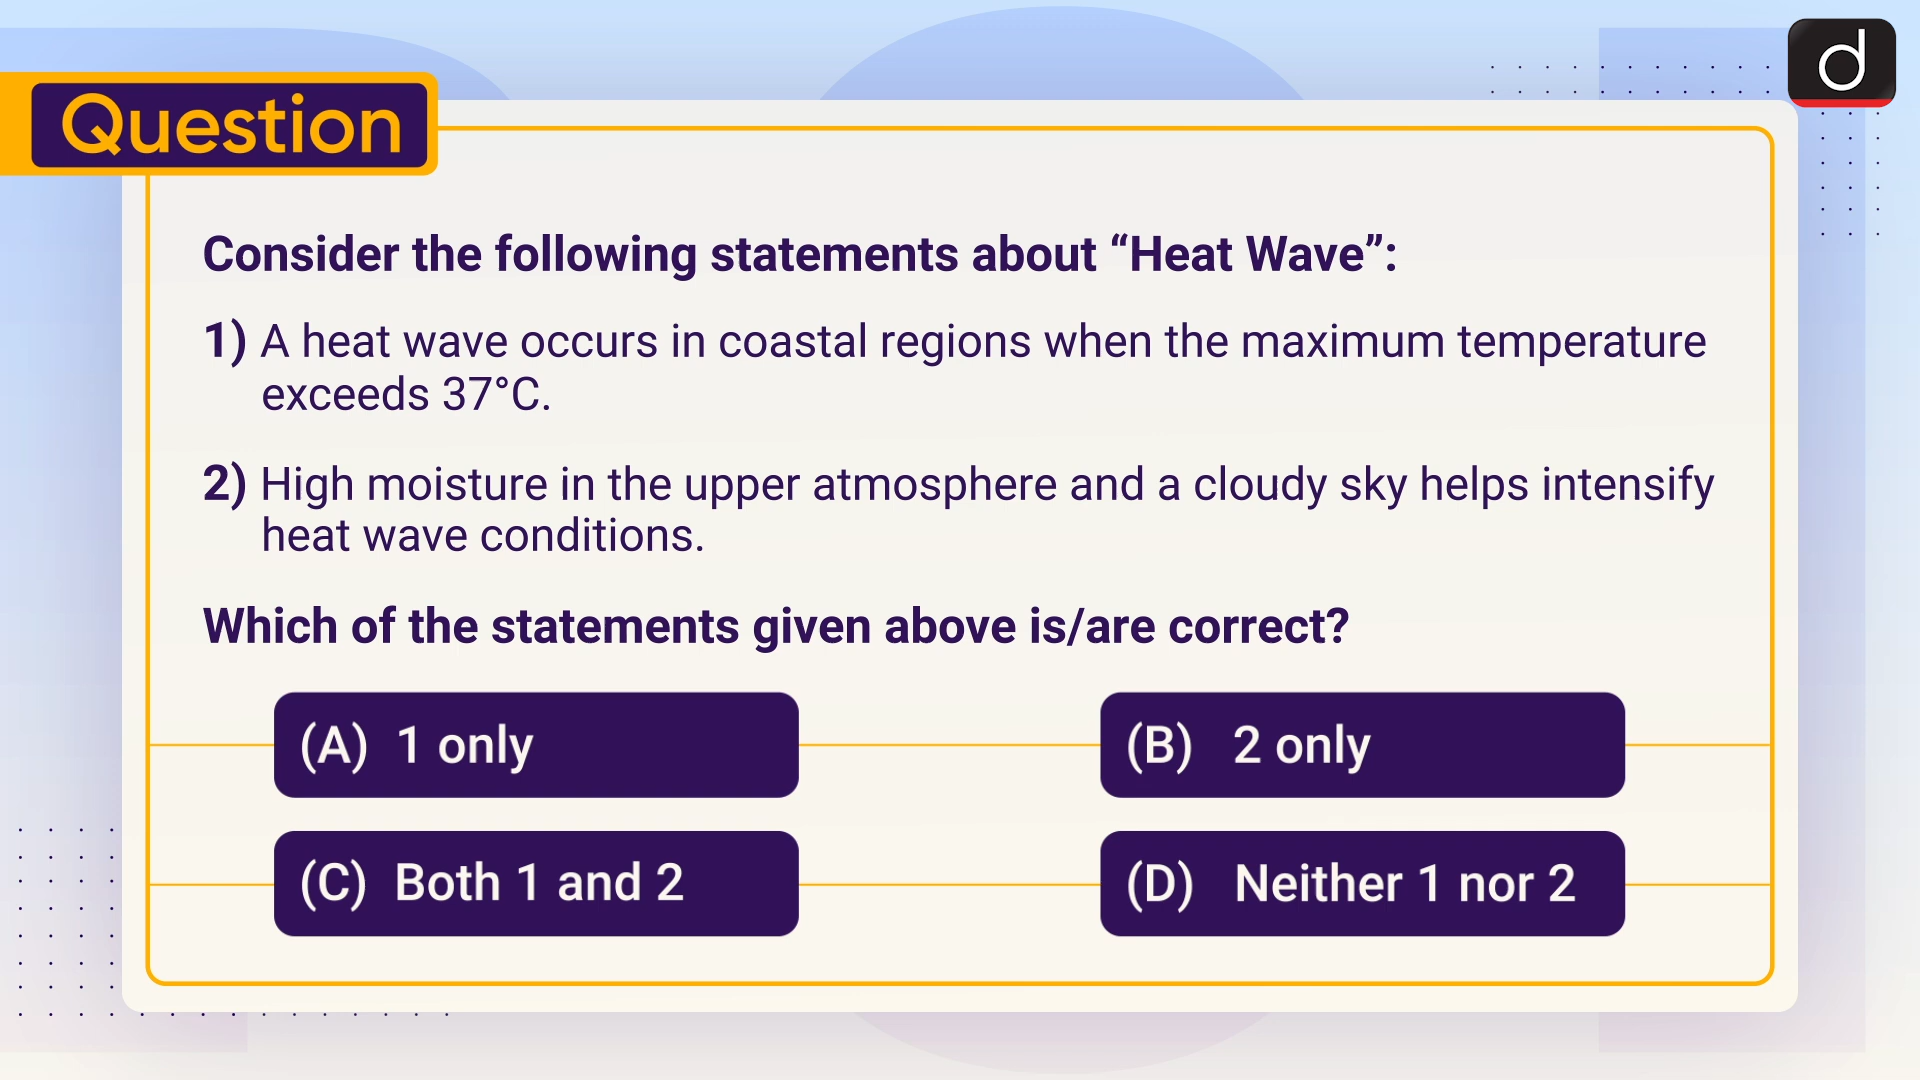 Question
Consider the following statements about “Heat Wave”:
1) A heat wave occurs in coastal regions when the maximum temperature
exceeds 37°C.
2) High moisture in the upper atmosphere and a cloudy sky helps intensify
heat wave conditions.
Which of the statements given above is/are correct?
(A) 1 only
(B) 2 only
(C) Both 1 and 2
(D) Neither 1 nor 2
d